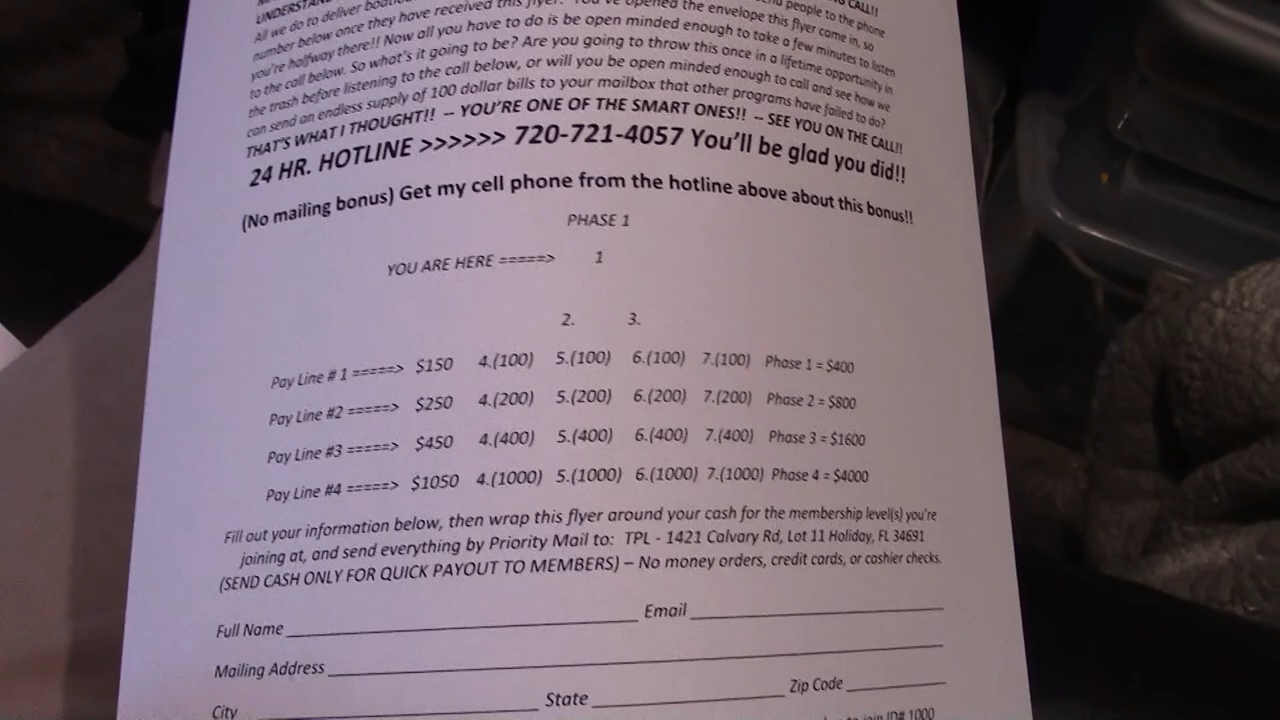 CALL!!
UNDERSTAN
people to the phone
All we do to deliver
number below once they have received this flyer. You've opened the envelope this flyer came in, so
you're halfway there!! Now all you have to do is be open minded enough to take a few minutes to listen
to the call below. So what's it going to be? Are you going to throw this once in a lifetime opportunity in
the trash before listening to the call below, or will you be open minded enough to call and see how we
can send an endless supply of 100 dollar bills to your mailbox that other programs have failed to do?
THAT'S WHAT I THOUGHT!! -- YOU'RE ONE OF THE SMART ONES!! -- SEE YOU ON THE CALL!!
24 HR. HOTLINE >>>>>> 720-721-4057 You'll be glad you did!!
(No mailing bonus) Get my cell phone from the hotline above about this bonus!!
PHASE 1
YOU ARE HERE =====> 1
2. 3.
Pay Line # 1 =====> $150 4.(100) 5.(100) 6.(100) 7.(100) Phase 1 = $400
Pay Line #2 =====> $250 4.(200) 5.(200) 6.(200) 7.(200) Phase 2 = $800
Pay Line #3 =====> $450 4.(400) 5.(400) 6.(400) 7.(400) Phase 3 = $1600
Pay Line #4 =====> $1050 4.(1000) 5.(1000) 6.(1000) 7.(1000) Phase 4 = $4000
Fill out your information below, then wrap this flyer around your cash for the membership level(s) you're
joining at, and send everything by Priority Mail to: TPL - 1421 Calvary Rd, Lot 11 Holiday, FL 34691
(SEND CASH ONLY FOR QUICK PAYOUT TO MEMBERS) – No money orders, credit cards, or cashier checks.
Full Name Email
Mailing Address
City State Zip Code
join ID# 1000